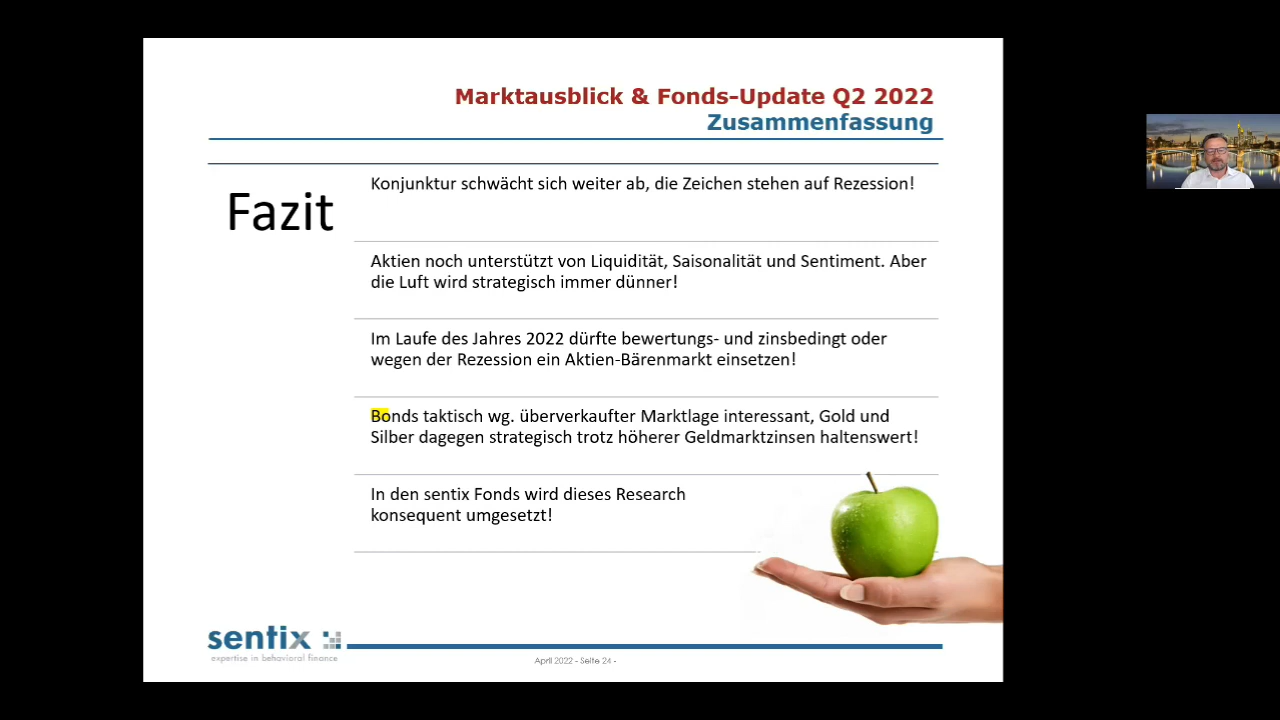 Marktausblick & Fonds-Update Q2 2022
Zusammenfassung
Fazit
Konjunktur schwächt sich weiter ab, die Zeichen stehen auf Rezession!
Aktien noch unterstützt von Liquidität, Saisonalität und Sentiment. Aber
die Luft wird strategisch immer dünner!
Im Laufe des Jahres 2022 dürfte bewertungs- und zinsbedingt oder
wegen der Rezession ein Aktien-Bärenmarkt einsetzen!
Bonds taktisch wg. überverkaufter Marktlage interessant, Gold und
Silber dagegen strategisch trotz höherer Geldmarktzinsen haltenswert!
In den sentix Fonds wird dieses Research
konsequent umgesetzt!
sentix
expertise in behavioral finance
April 2022 - Seite 24 -